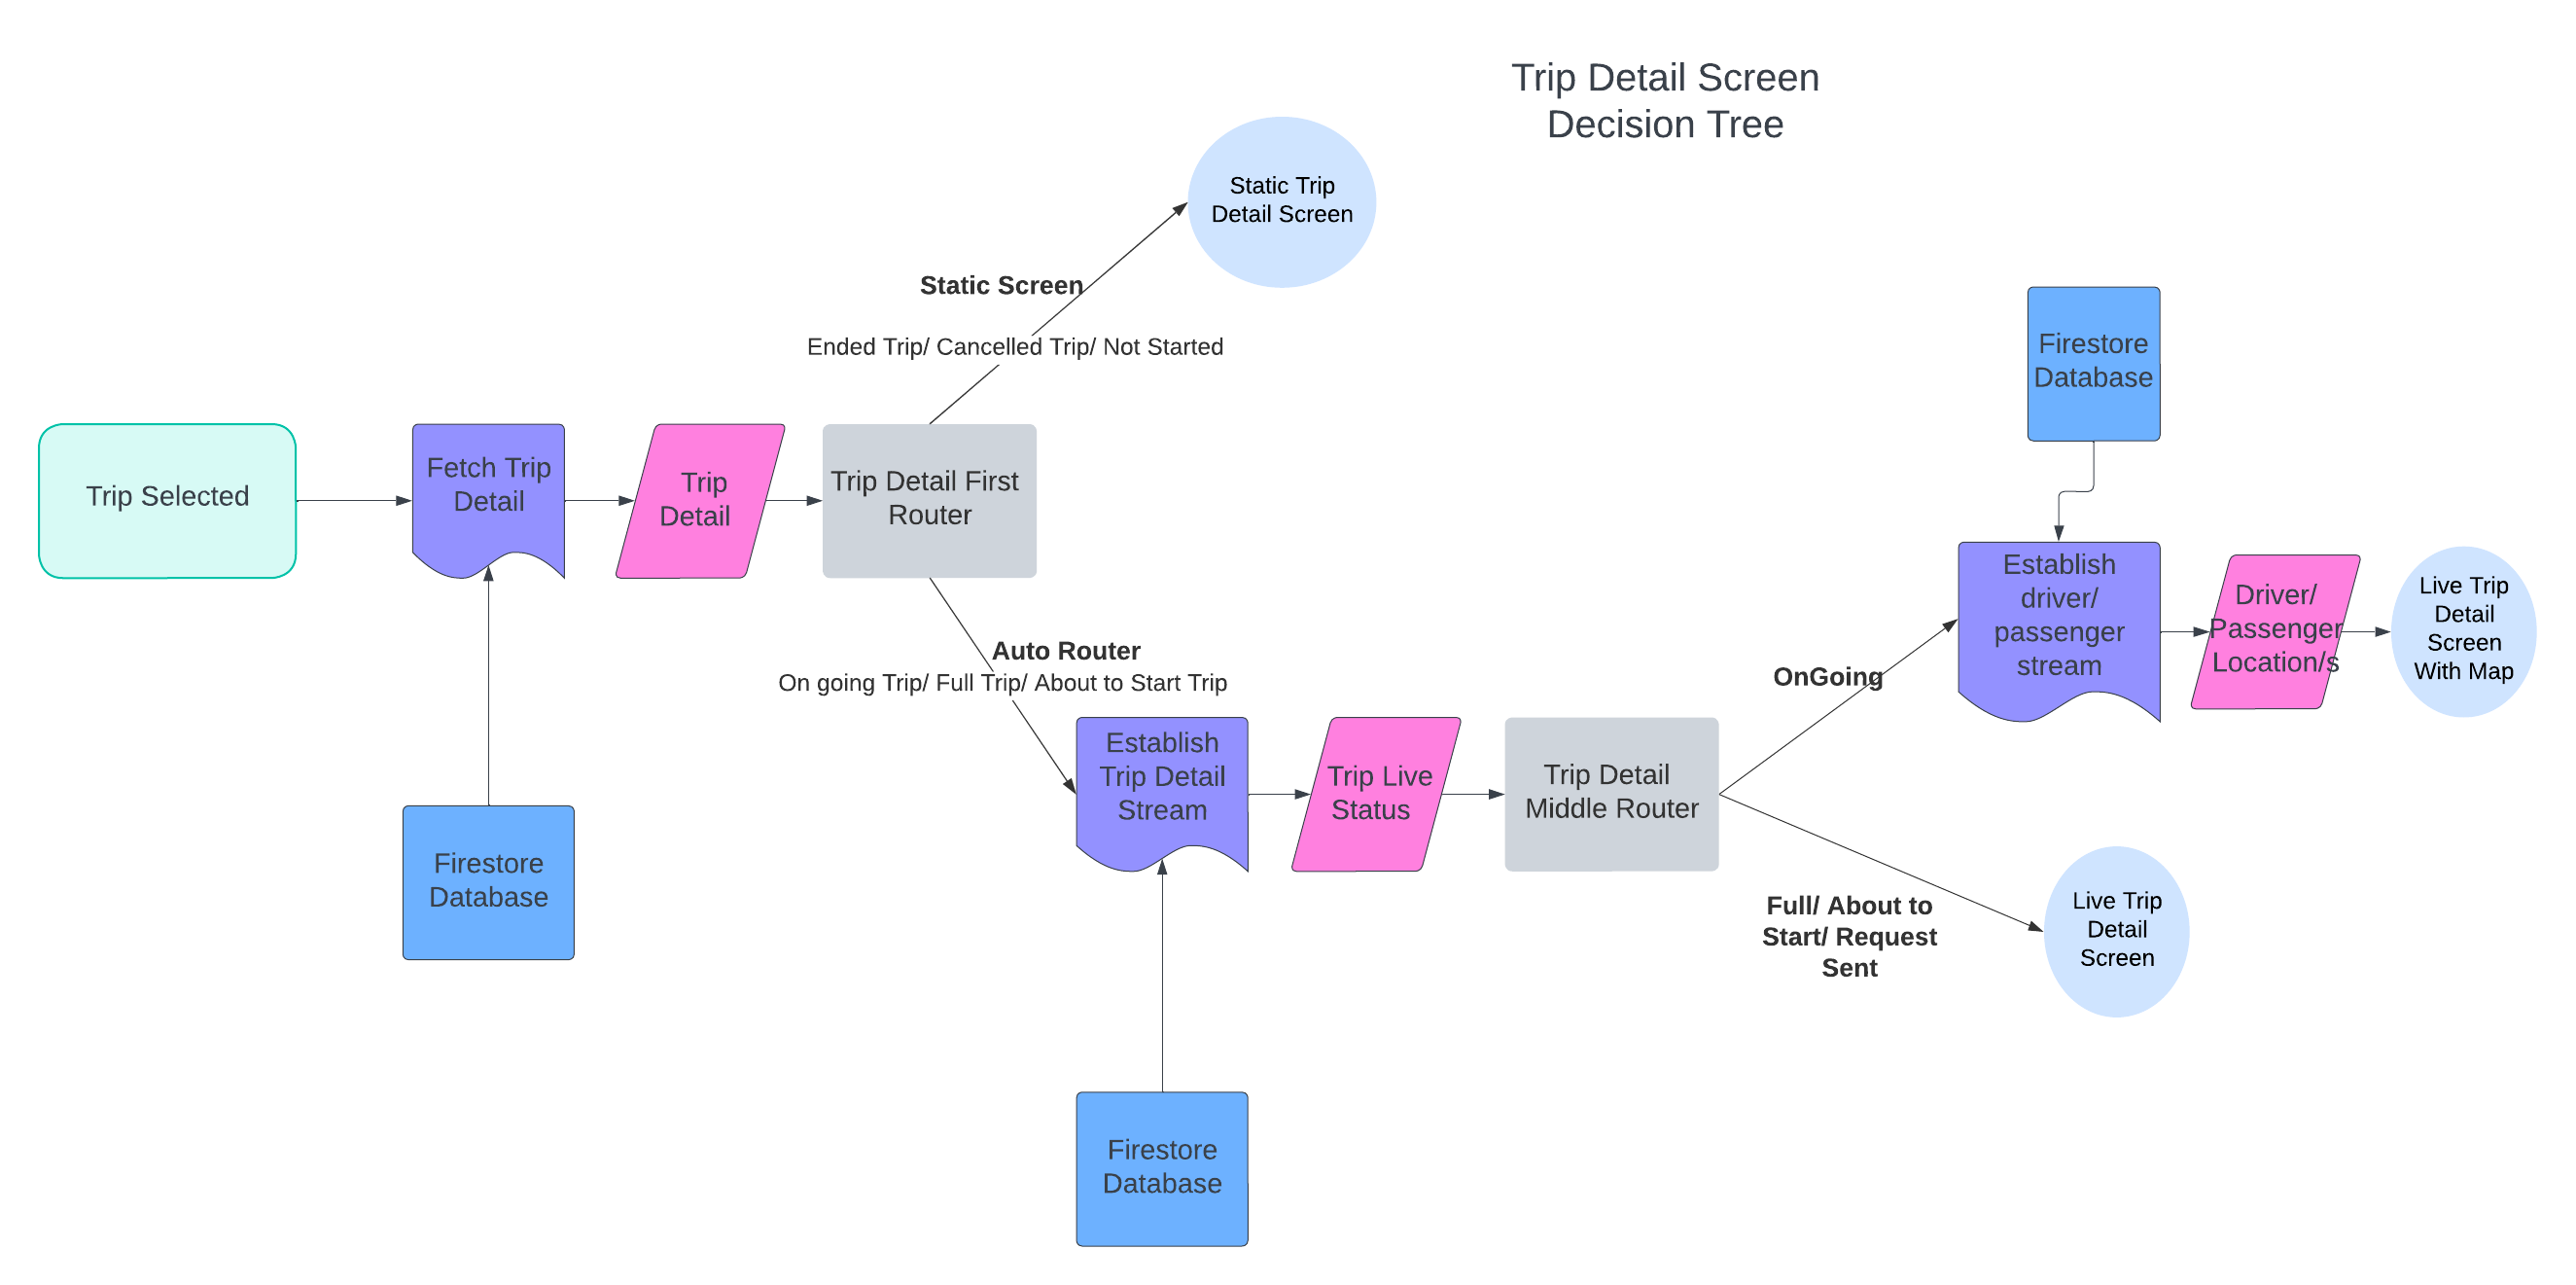 Trip Detail Screen
Decision Tree
Static Trip
Detail Screen
Static Screen
Ended Trip/ Cancelled Trip/ Not Started
Firestore
Database
Trip Selected
Fetch Trip
Detail
Trip
Detail
Trip Detail First
Router
Establish
driver/
passenger
stream
Driver/
Passenger
Location/s
Live Trip
Detail
Screen
With Map
Auto Router
On going Trip/ Full Trip/ About to Start Trip
OnGoing
Establish
Trip Detail
Stream
Trip Live
Status
Trip Detail
Middle Router
Firestore
Database
Full/ About to
Start/ Request
Sent
Live Trip
Detail
Screen
Firestore
Database